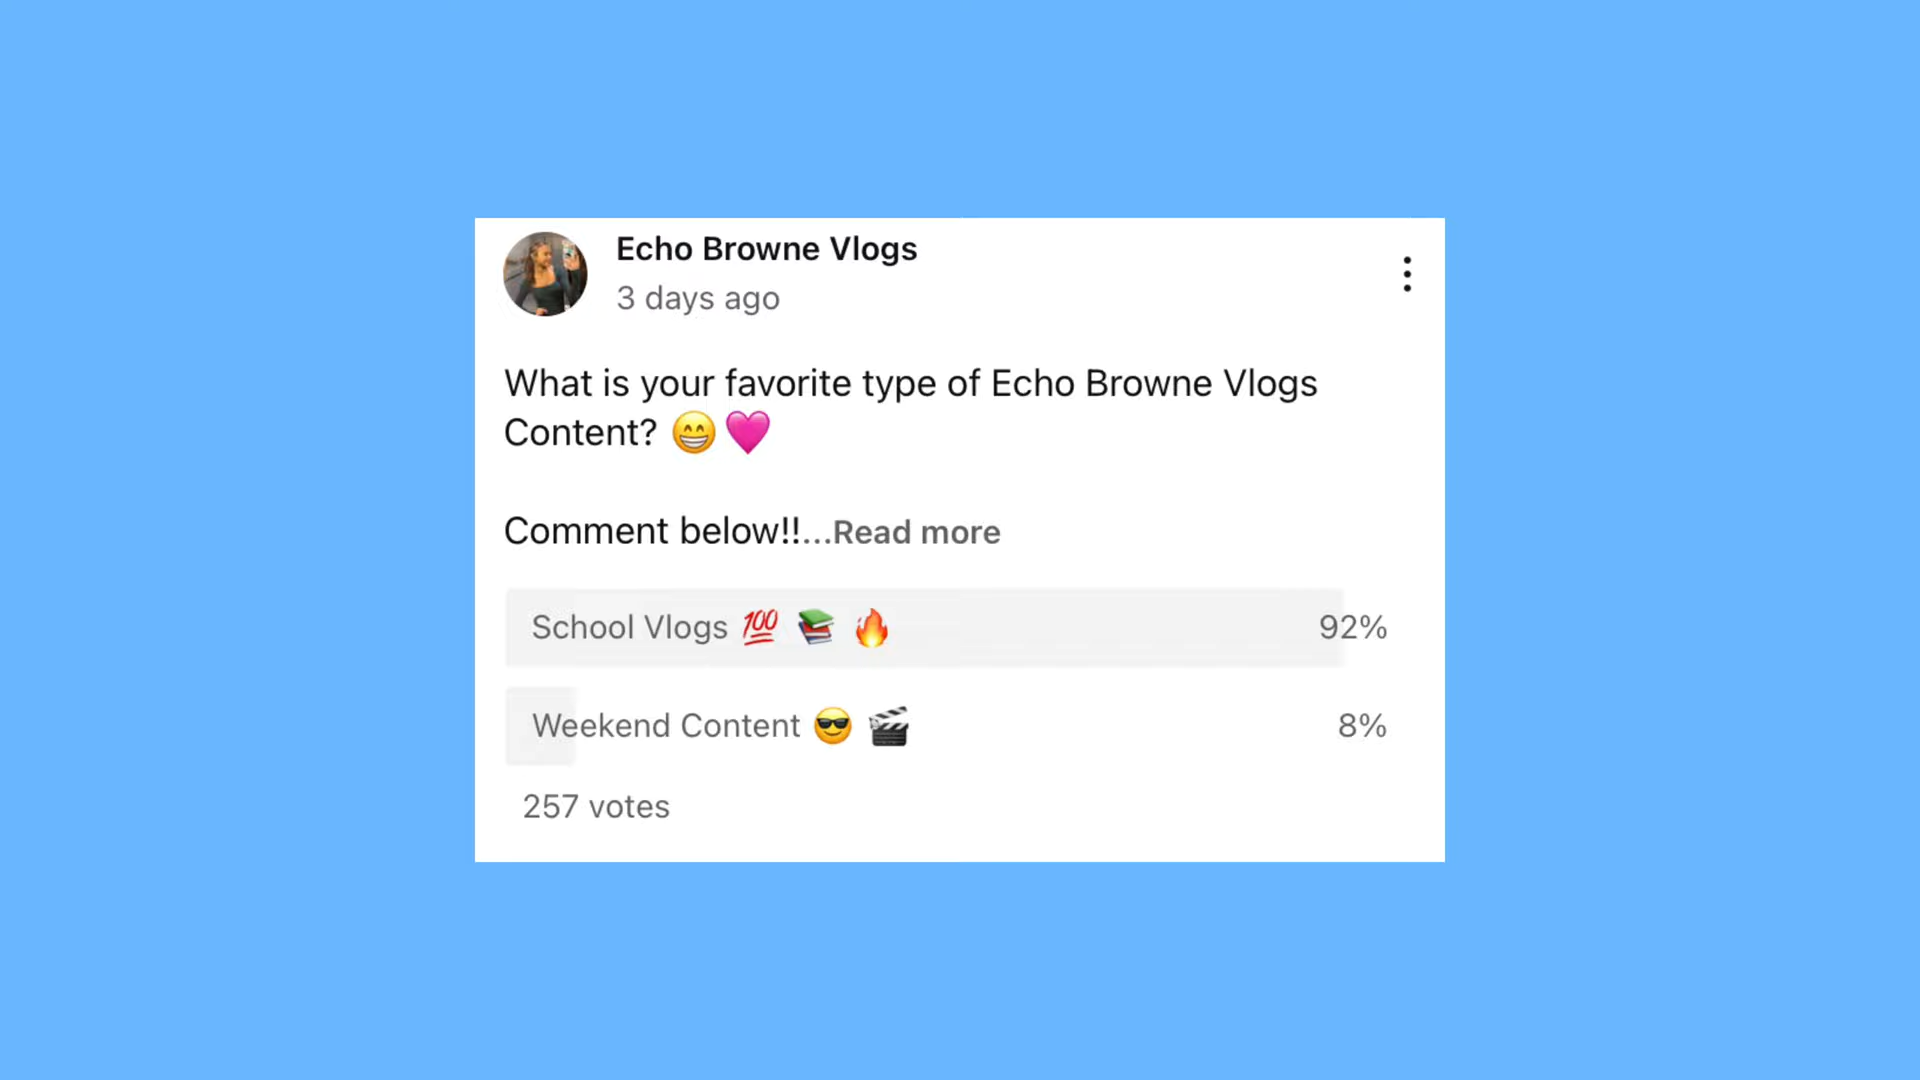 Echo Browne Vlogs
3 days ago
What is your favorite type of Echo Browne Vlogs
Content? 😁💗
Comment below!!...Read more
School Vlogs 💯 📚 🔥 92%
Weekend Content 😎 🎬 8%
257 votes